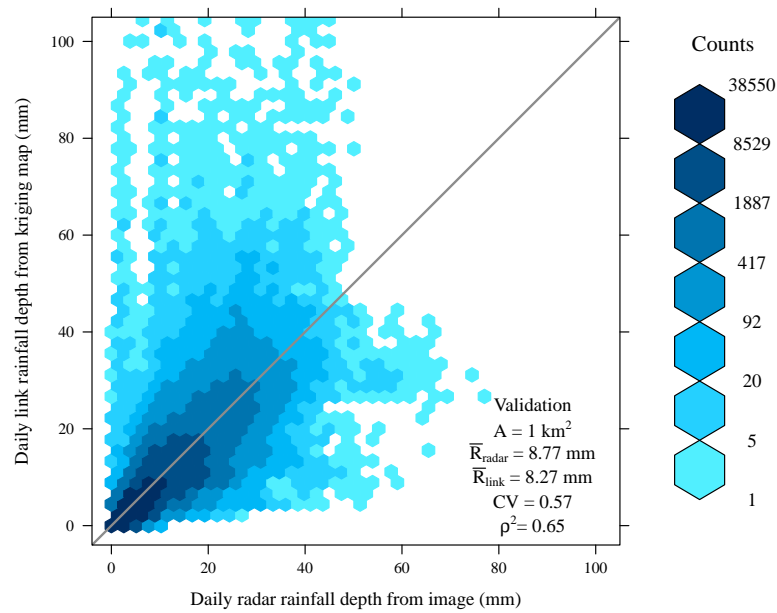 Daily link rainfall depth from kriging map (mm)
100
80
60
40
20
0
0 20 40 60 80 100
Daily radar rainfall depth from image (mm)
Validation
A = 1 km²
R̅radar = 8.77 mm
R̅link = 8.27 mm
CV = 0.57
ρ²= 0.65
Counts
38550
8529
1887
417
92
20
5
1